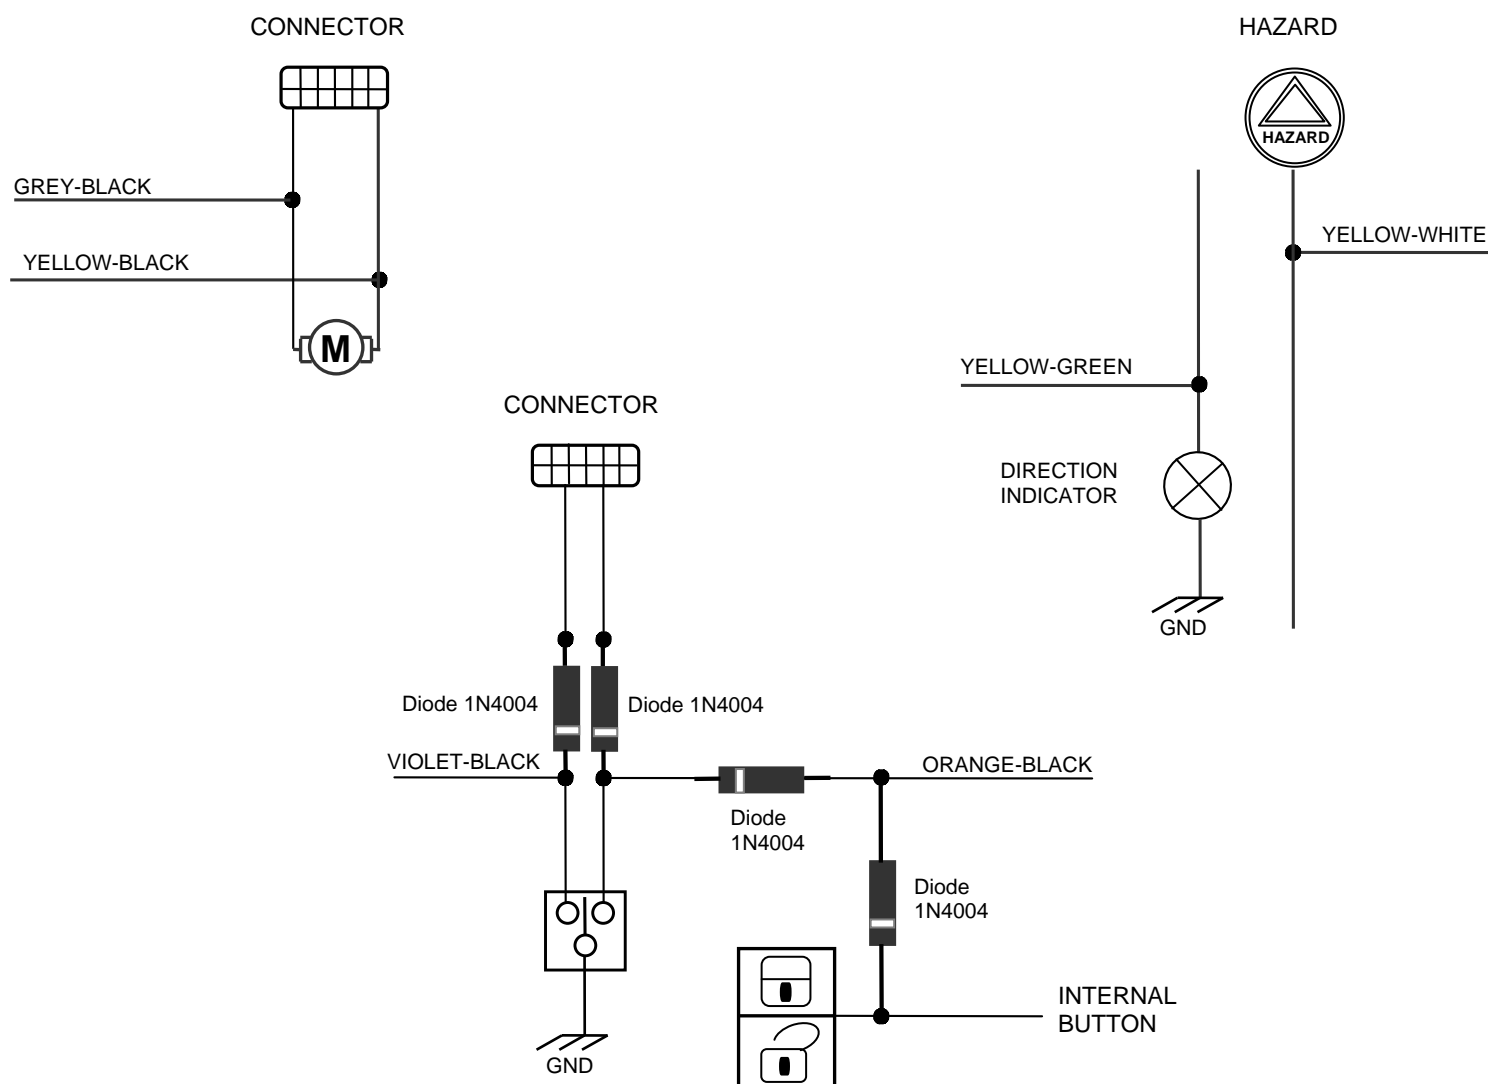 CONNECTOR
HAZARD
HAZARD
GREY-BLACK
YELLOW-WHITE
YELLOW-BLACK
M
YELLOW-GREEN
CONNECTOR
DIRECTION
INDICATOR
GND
Diode 1N4004
Diode 1N4004
VIOLET-BLACK
ORANGE-BLACK
Diode
1N4004
Diode
1N4004
INTERNAL
BUTTON
GND